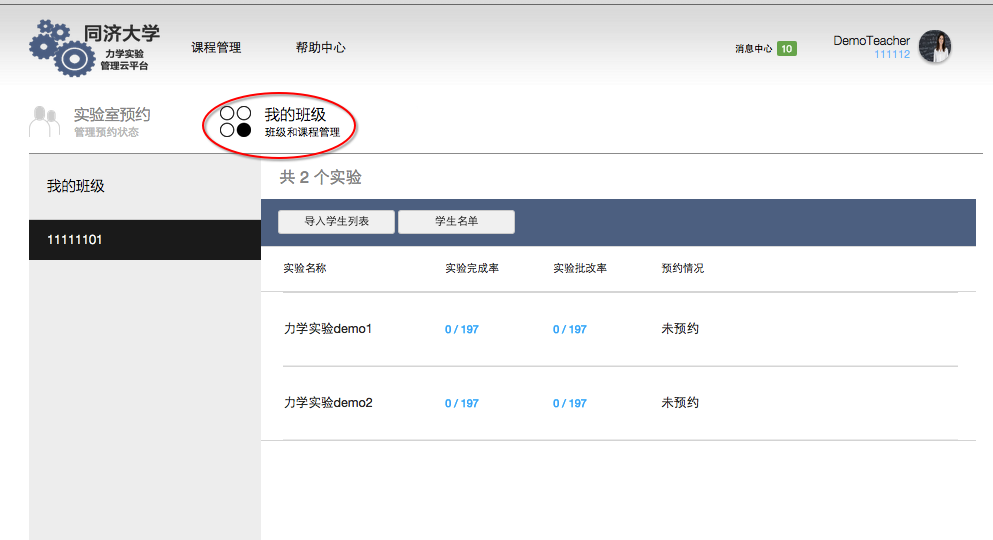 同济大学
力学实验
管理云平台
课程管理
帮助中心
消息中心 10
DemoTeacher
111112
实验室预约
管理预约状态
我的班级
班级和课程管理
我的班级
11111101
共 2 个实验
导入学生列表
学生名单
实验名称 实验完成率 实验批改率 预约情况
力学实验demo1 0 / 197 0 / 197 未预约
力学实验demo2 0 / 197 0 / 197 未预约